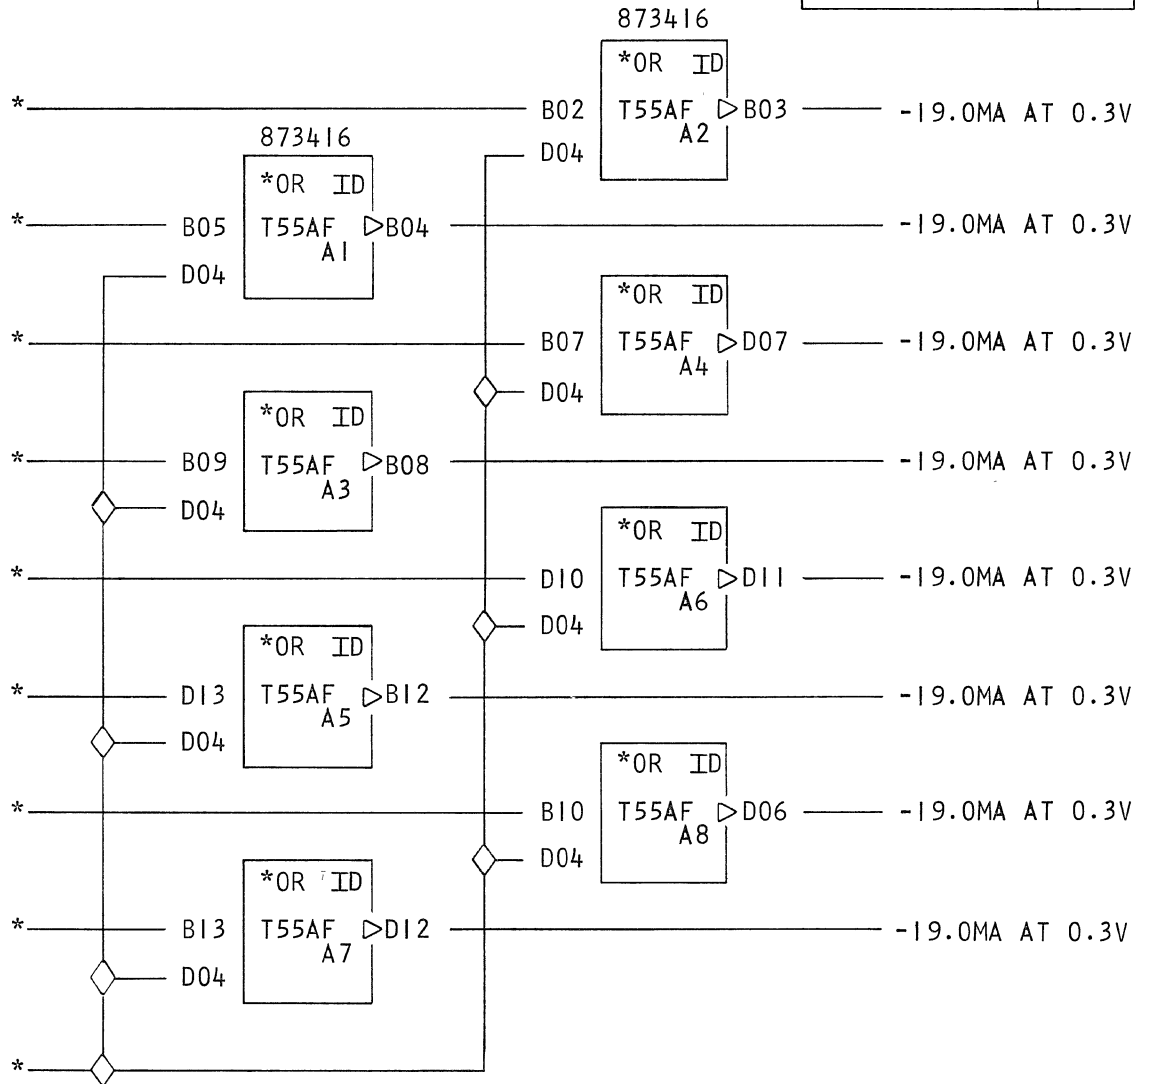 873416
*OR ID
* B02 T55AF B03 -19.0MA AT 0.3V
A2
873416
D04
*OR ID
* B05 T55AF B04 -19.0MA AT 0.3V
A1
D04
*OR ID
* B07 T55AF D07 -19.0MA AT 0.3V
A4
D04
*OR ID
* B09 T55AF B08 -19.0MA AT 0.3V
A3
D04
*OR ID
* D10 T55AF D11 -19.0MA AT 0.3V
A6
D04
*OR ID
* D13 T55AF B12 -19.0MA AT 0.3V
A5
D04
*OR ID
* B10 T55AF D06 -19.0MA AT 0.3V
A8
D04
*OR ID
* B13 T55AF D12 -19.0MA AT 0.3V
A7
D04
*